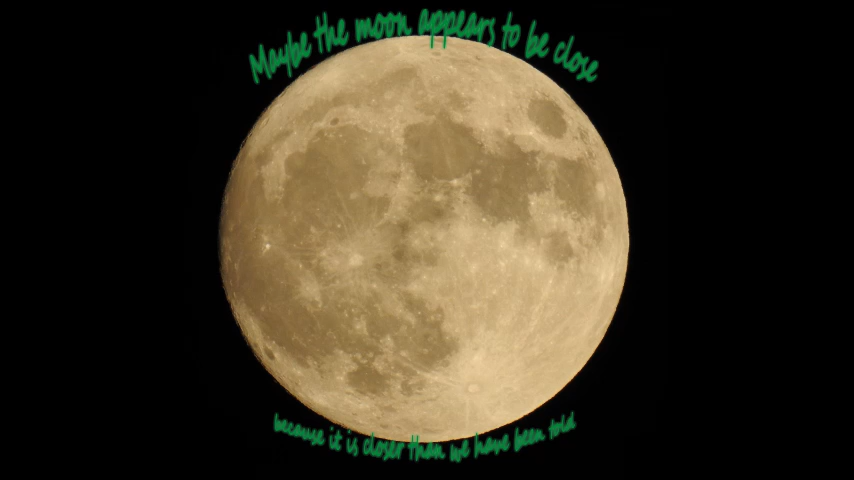 Maybe the moon appears to be close
because it is closer than we have been told